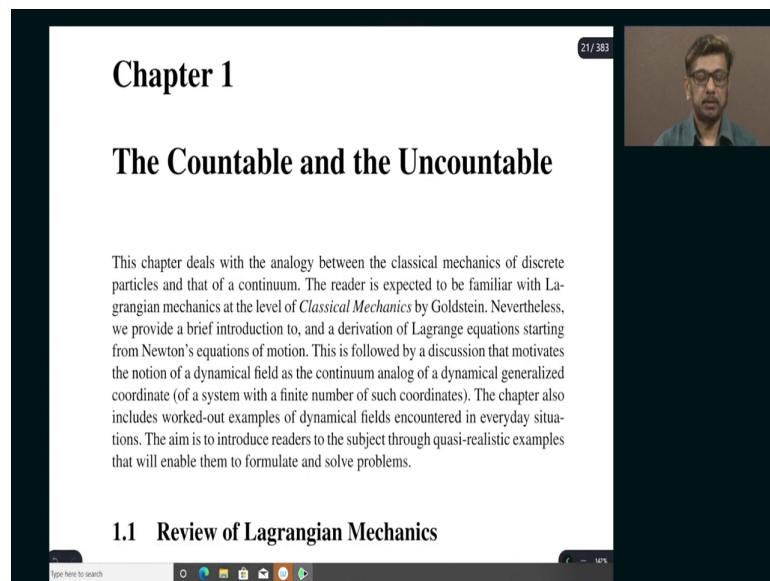 21/383
Chapter 1
The Countable and the Uncountable
This chapter deals with the analogy between the classical mechanics of discrete
particles and that of a continuum. The reader is expected to be familiar with La-
grangian mechanics at the level of Classical Mechanics by Goldstein. Nevertheless,
we provide a brief introduction to, and a derivation of Lagrange equations starting
from Newton's equations of motion. This is followed by a discussion that motivates
the notion of a dynamical field as the continuum analog of a dynamical generalized
coordinate (of a system with a finite number of such coordinates). The chapter also
includes worked-out examples of dynamical fields encountered in everyday situa-
tions. The aim is to introduce readers to the subject through quasi-realistic examples
that will enable them to formulate and solve problems.
1.1 Review of Lagrangian Mechanics
Type here to search